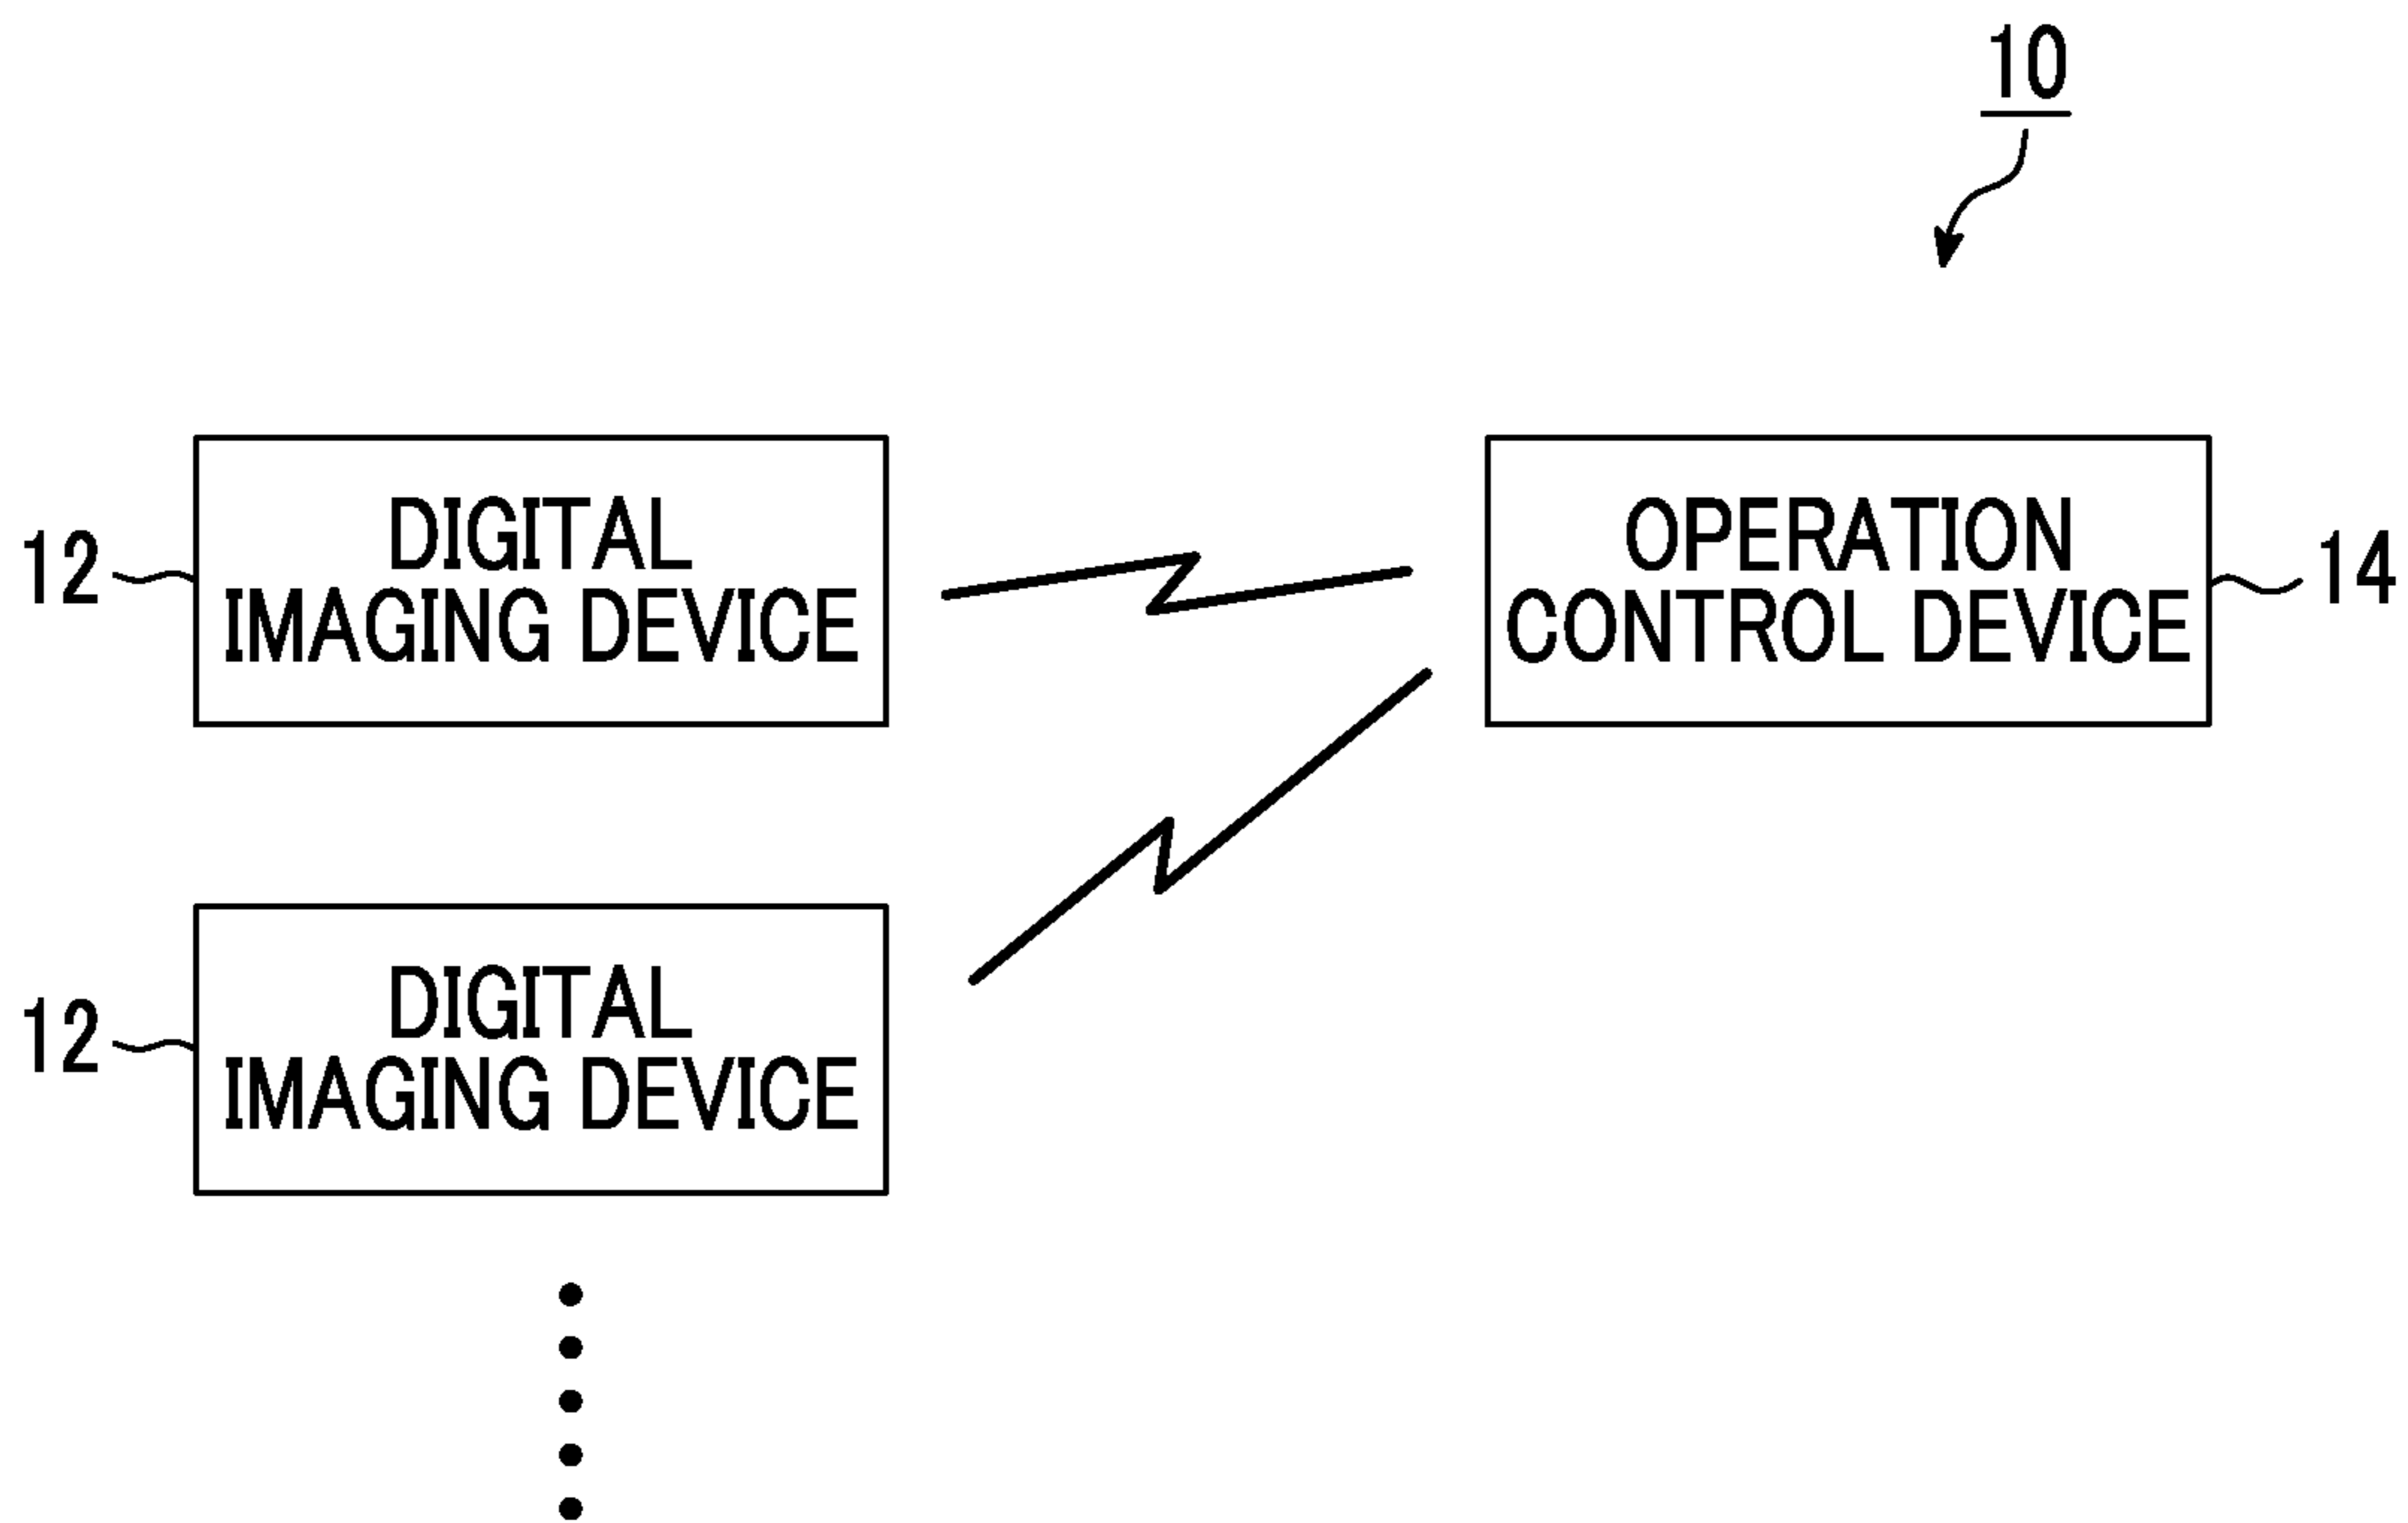 10
DIGITAL
IMAGING DEVICE
12
OPERATION
CONTROL DEVICE
14
DIGITAL
IMAGING DEVICE
12